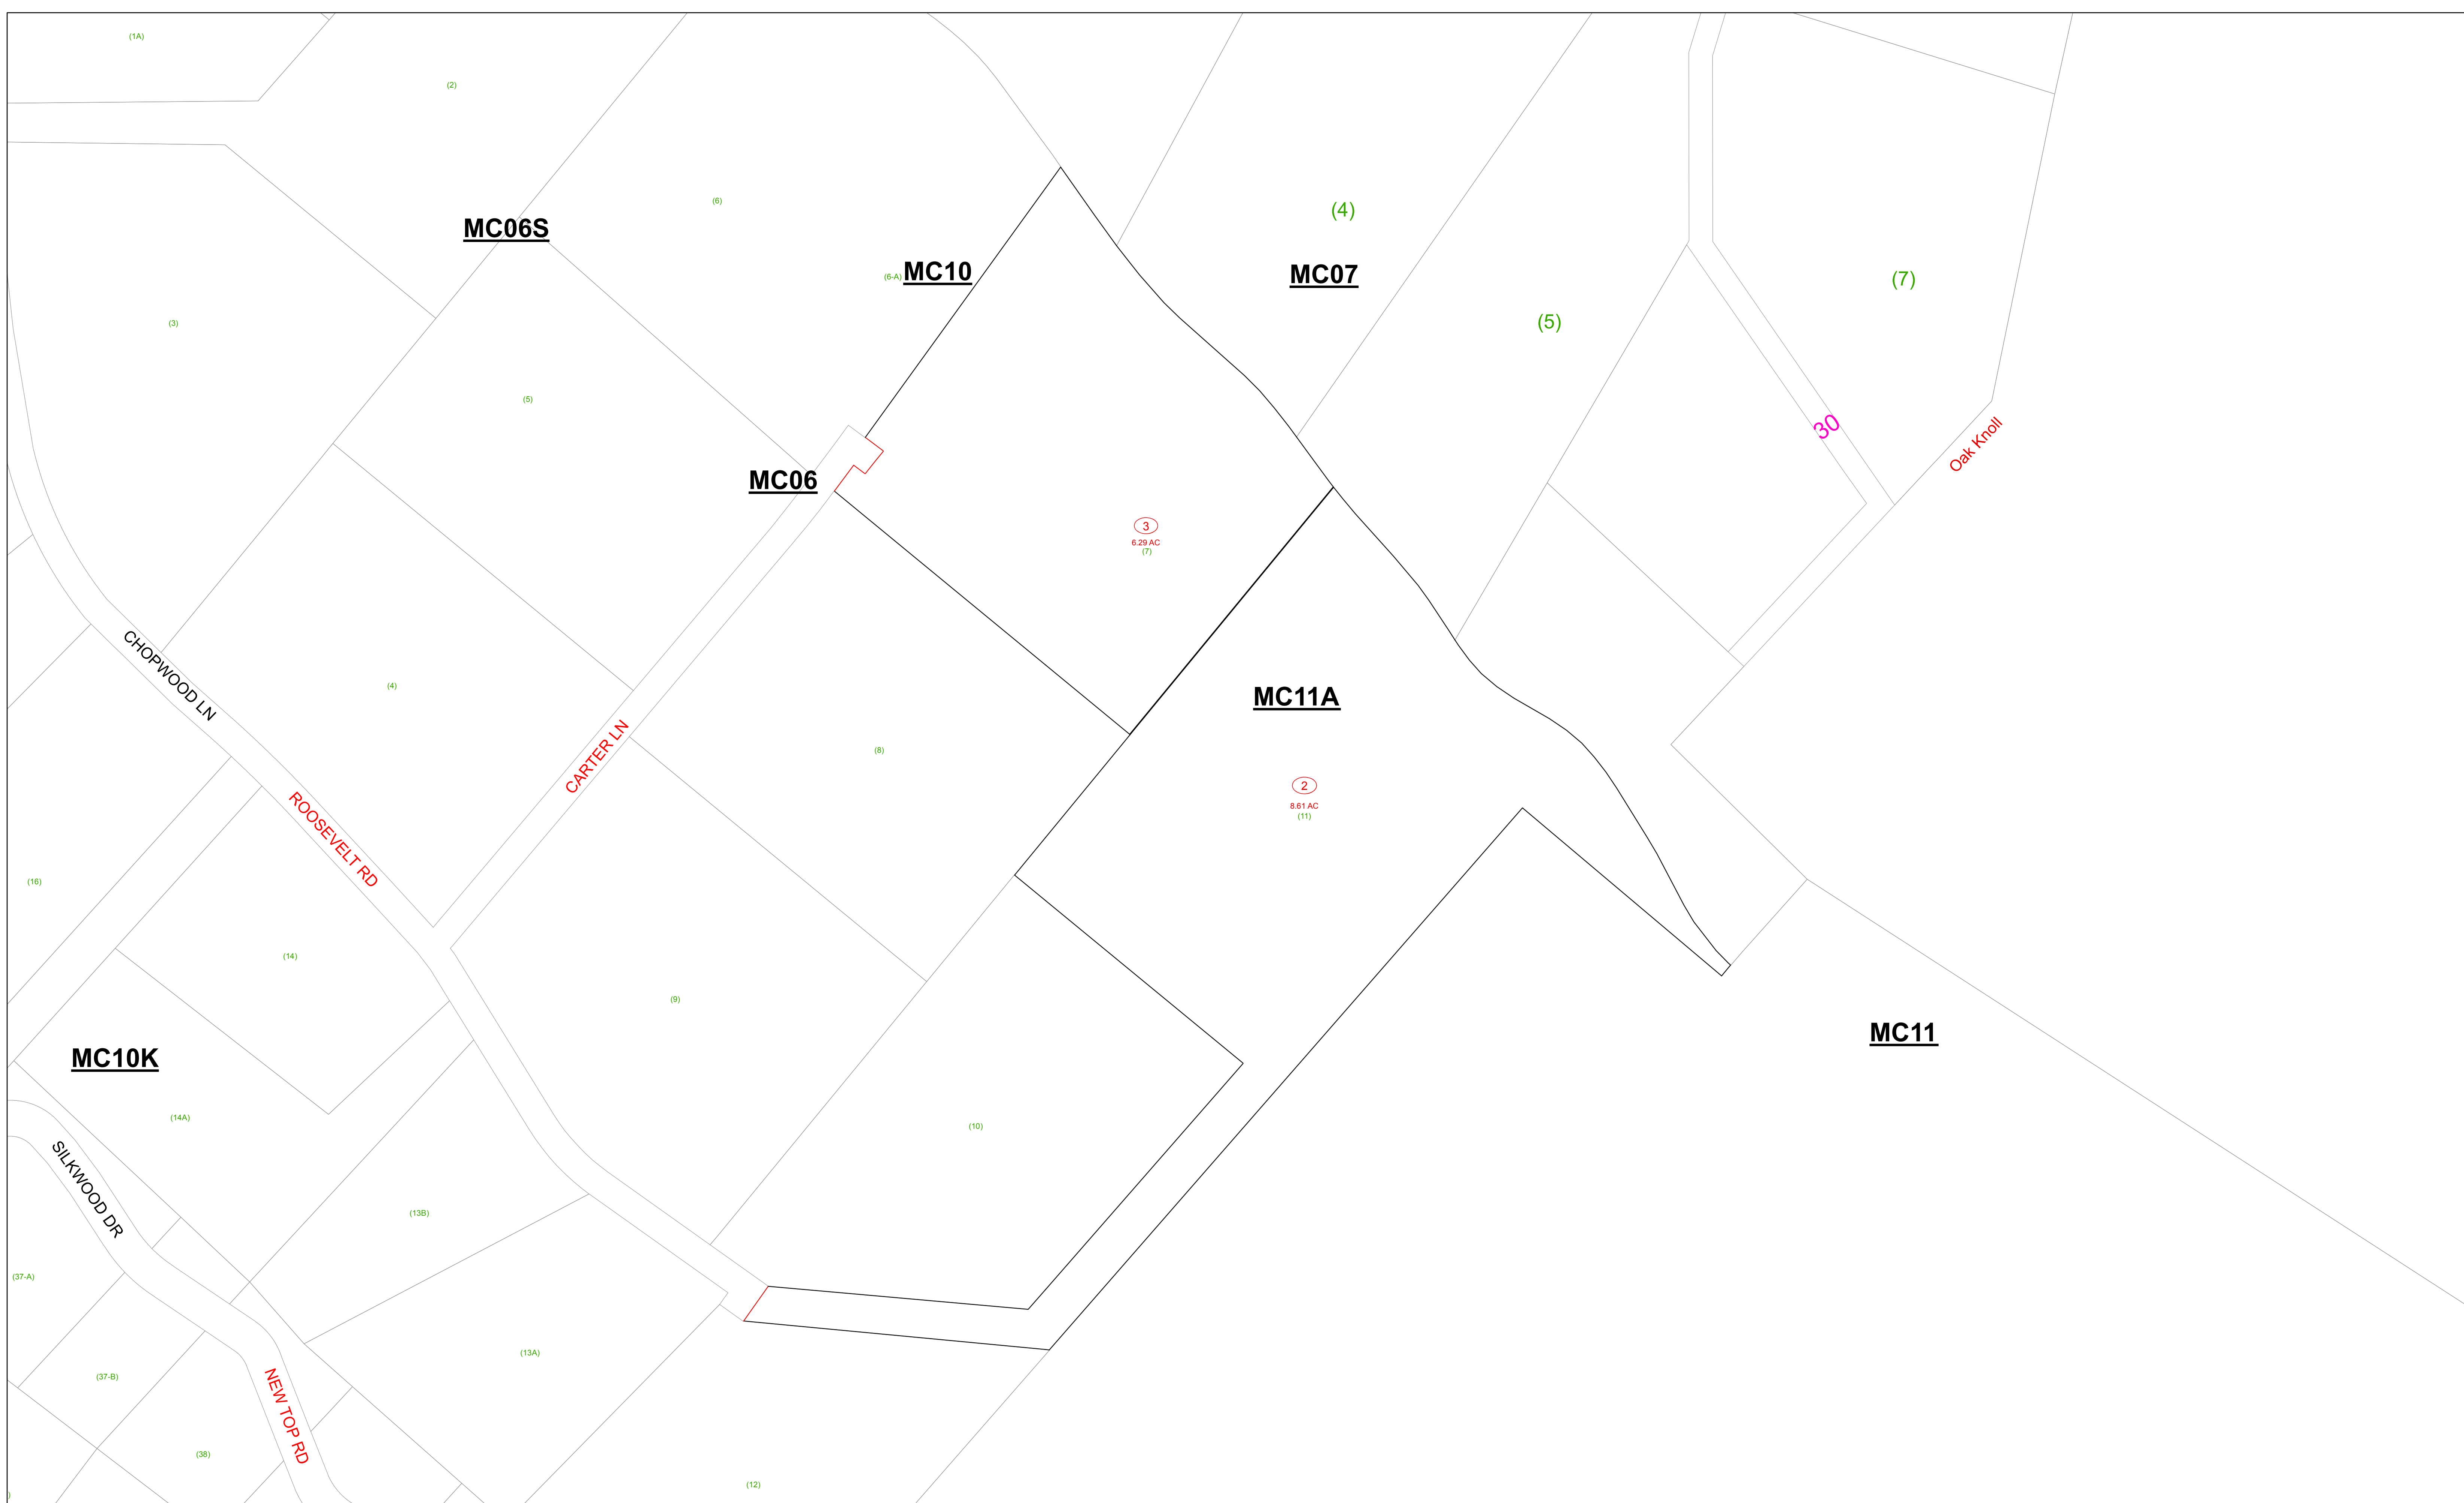 (1A)
(2)
(6)
(4)
MC06S
MC10
(6-A)
MC07
(7)
(3)
(5)
(5)
30
Oak Knoll
MC06
3
6.29 AC
(7)
CHOPWOOD LN
(4)
MC11A
CARTER LN
(8)
2
8.61 AC
(11)
ROOSEVELT RD
(16)
(14)
(9)
MC11
MC10K
(14A)
(10)
SILKWOOD DR
(13B)
(37-A)
(13A)
(37-B)
NEW TOP RD
(38)
(12)